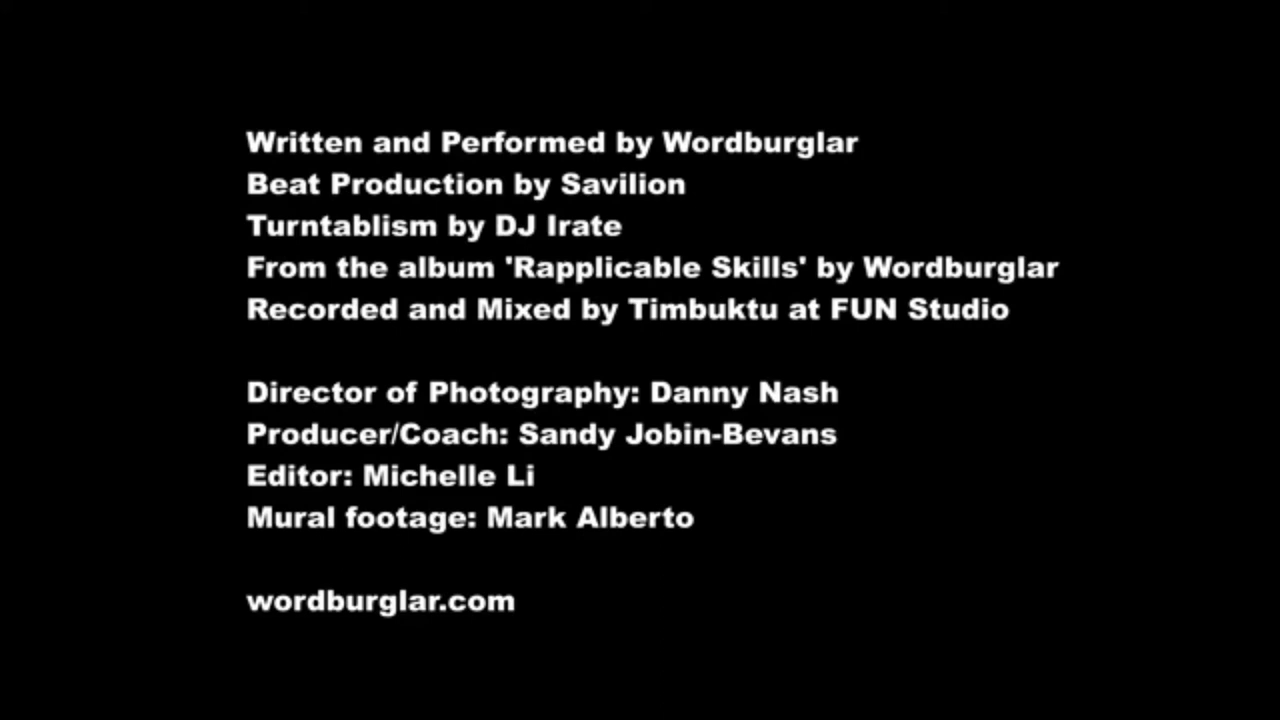 Written and Performed by Wordburglar
Beat Production by Savilion
Turntablism by DJ Irate
From the album 'Rapplicable Skills' by Wordburglar
Recorded and Mixed by Timbuktu at FUN Studio
Director of Photography: Danny Nash
Producer/Coach: Sandy Jobin-Bevans
Editor: Michelle Li
Mural footage: Mark Alberto
wordburglar.com